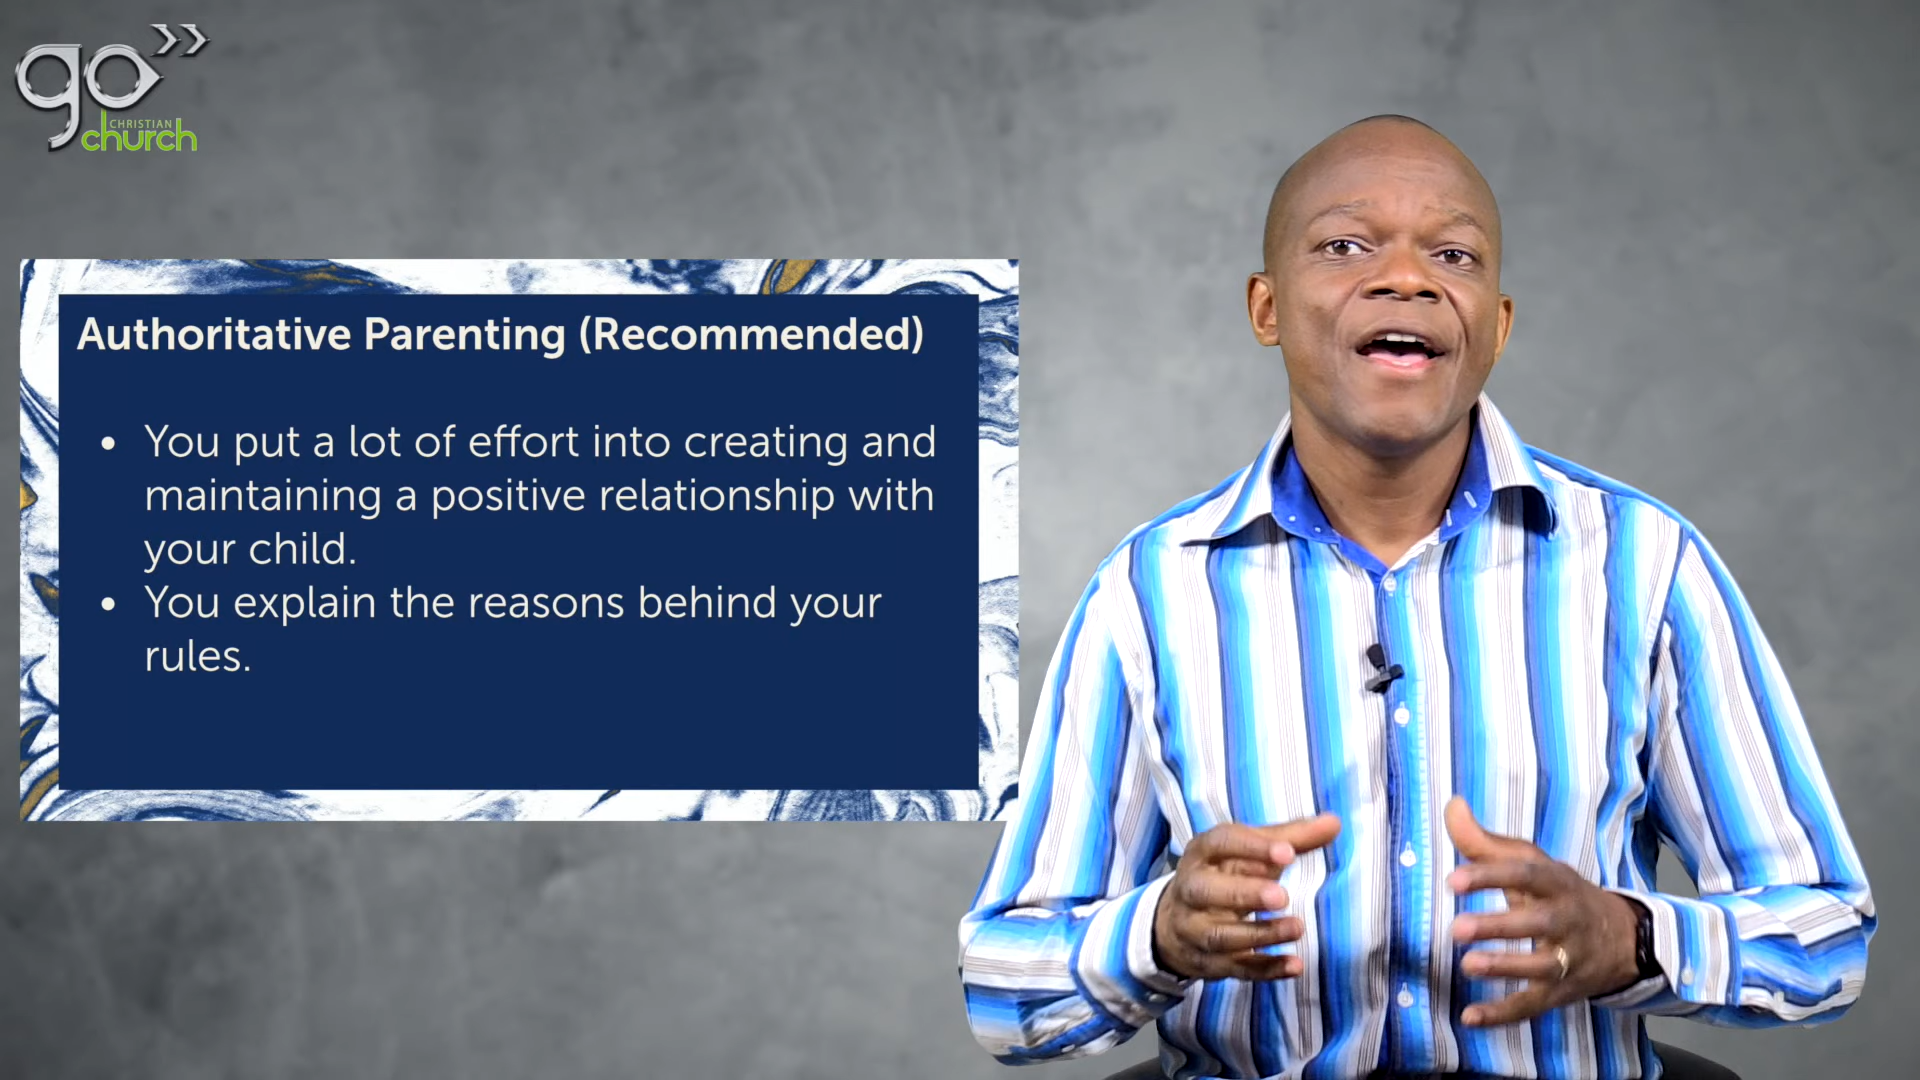 go
CHRISTIAN
church
Authoritative Parenting (Recommended)
• You put a lot of effort into creating and
maintaining a positive relationship with
your child.
• You explain the reasons behind your
rules.